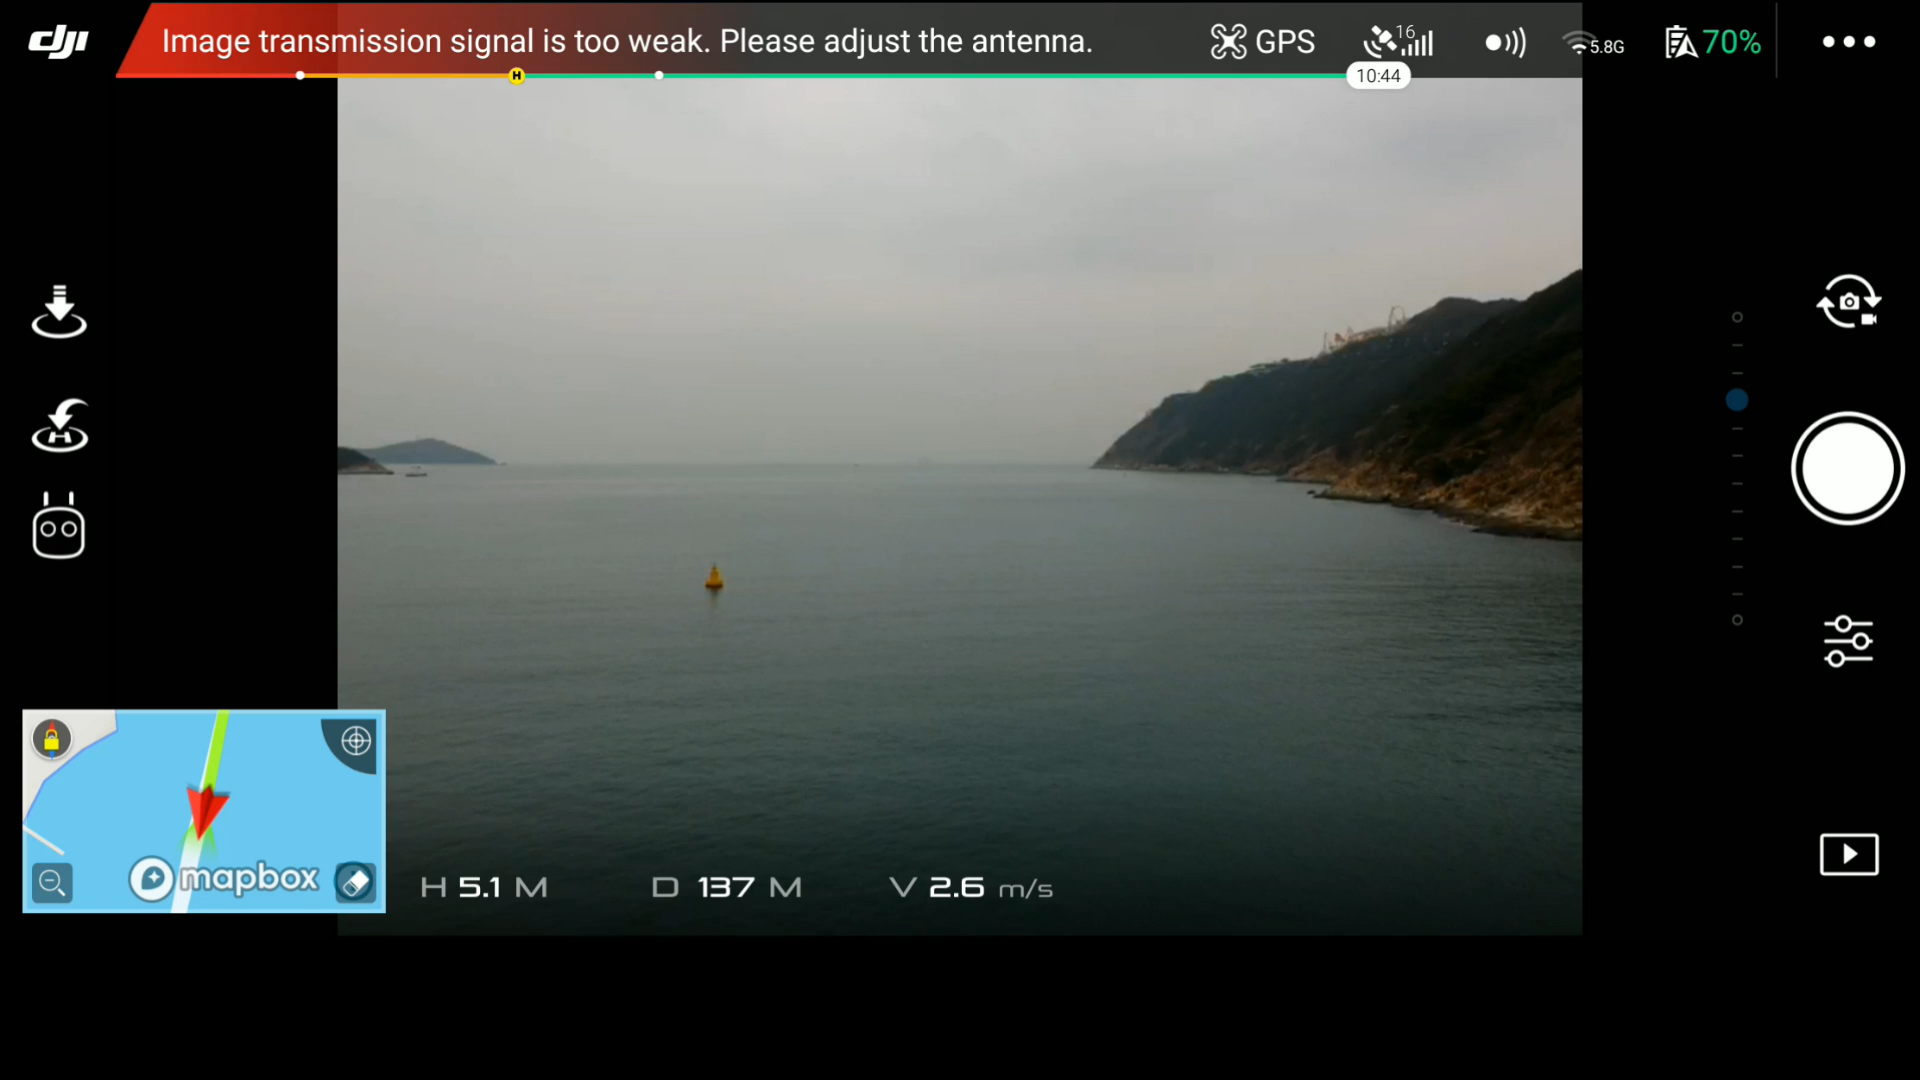 dji
Image transmission signal is too weak. Please adjust the antenna.
GPS
16
5.8G
70%
H
10:44
H
mapbox
H 5.1 M
D 137 M
V 2.6 m/s